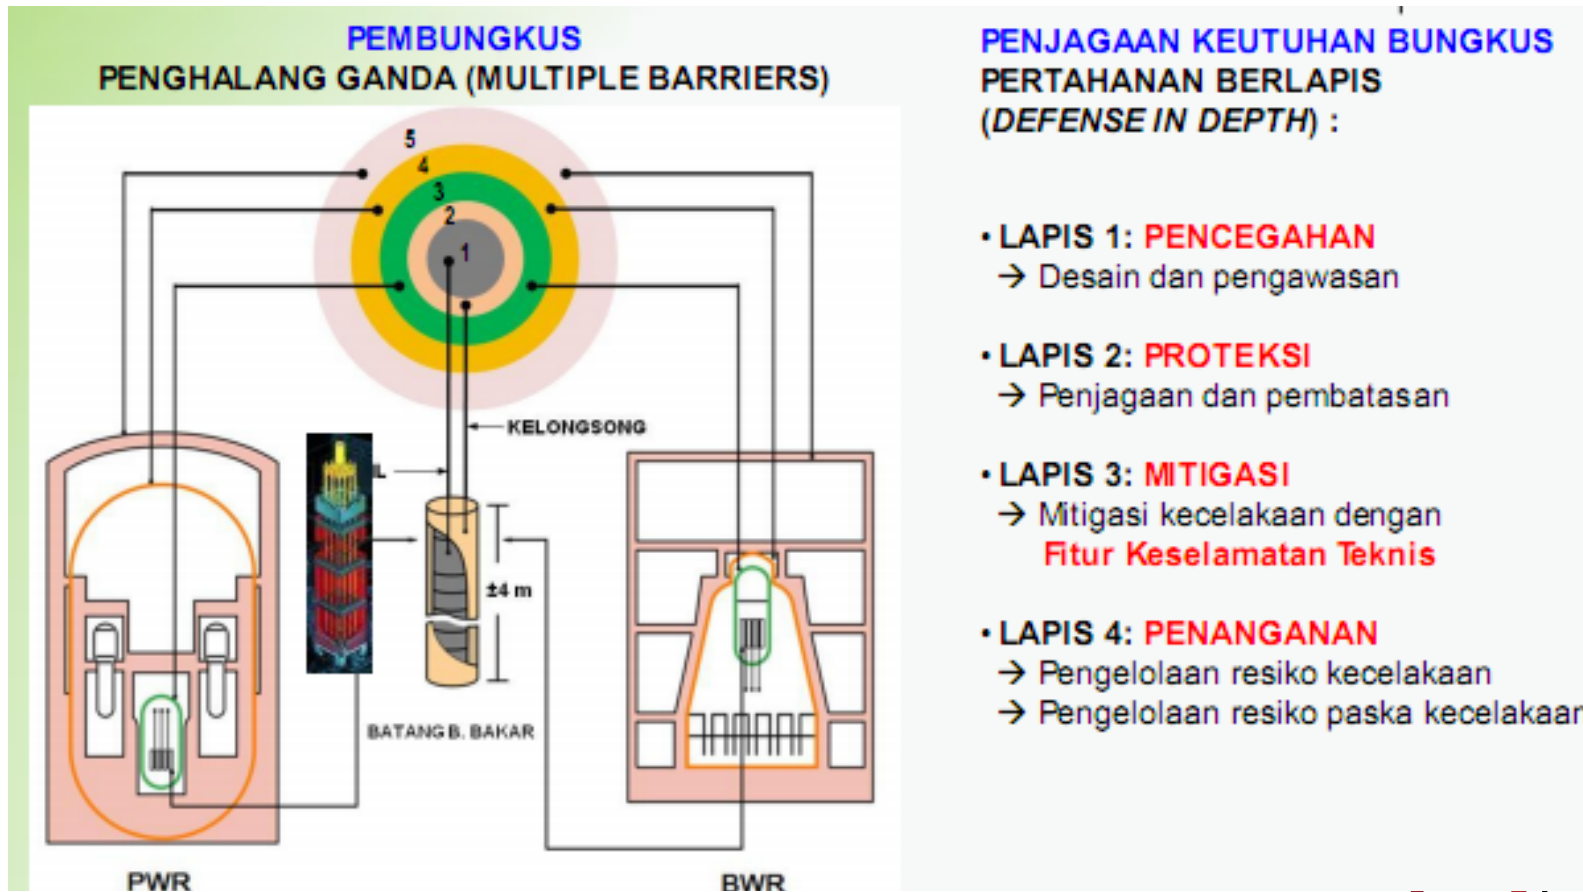 PEMBUNGKUS
PENGHALANG GANDA (MULTIPLE BARRIERS)
5
4
3
2
1
KELONGSONG
IL
±4 m
BATANG B. BAKAR
PWR
BWR
PENJAGAAN KEUTUHAN BUNGKUS
PERTAHANAN BERLAPIS
(DEFENSE IN DEPTH) :
• LAPIS 1: PENCEGAHAN
→ Desain dan pengawasan
• LAPIS 2: PROTEKSI
→ Penjagaan dan pembatasan
• LAPIS 3: MITIGASI
→ Mitigasi kecelakaan dengan
Fitur Keselamatan Teknis
• LAPIS 4: PENANGANAN
→ Pengelolaan resiko kecelakaan
→ Pengelolaan resiko paska kecelakaan